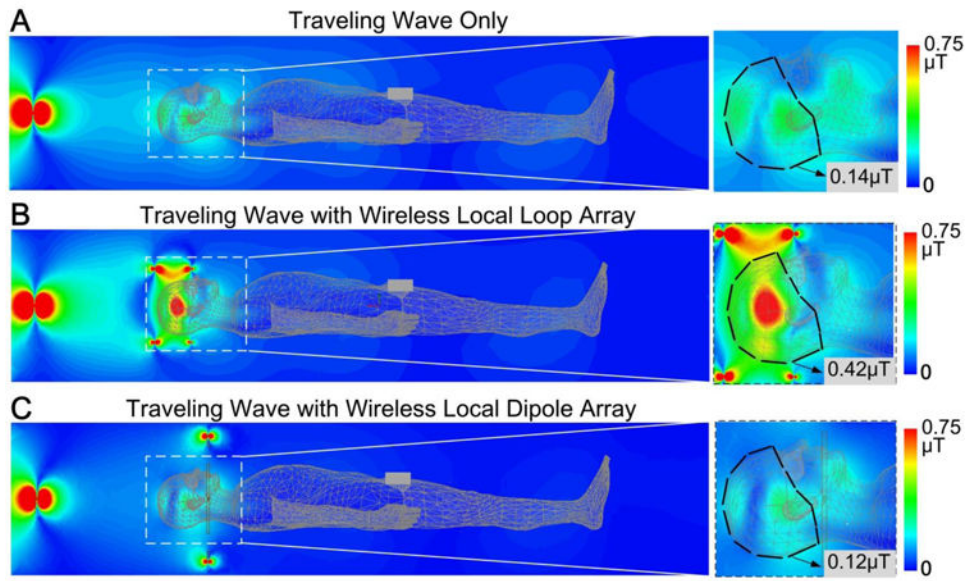 A
Traveling Wave Only
0.75
μT
0.14μT
0
B
Traveling Wave with Wireless Local Loop Array
0.75
μT
0.42μT
0
C
Traveling Wave with Wireless Local Dipole Array
0.75
μT
0.12μT
0